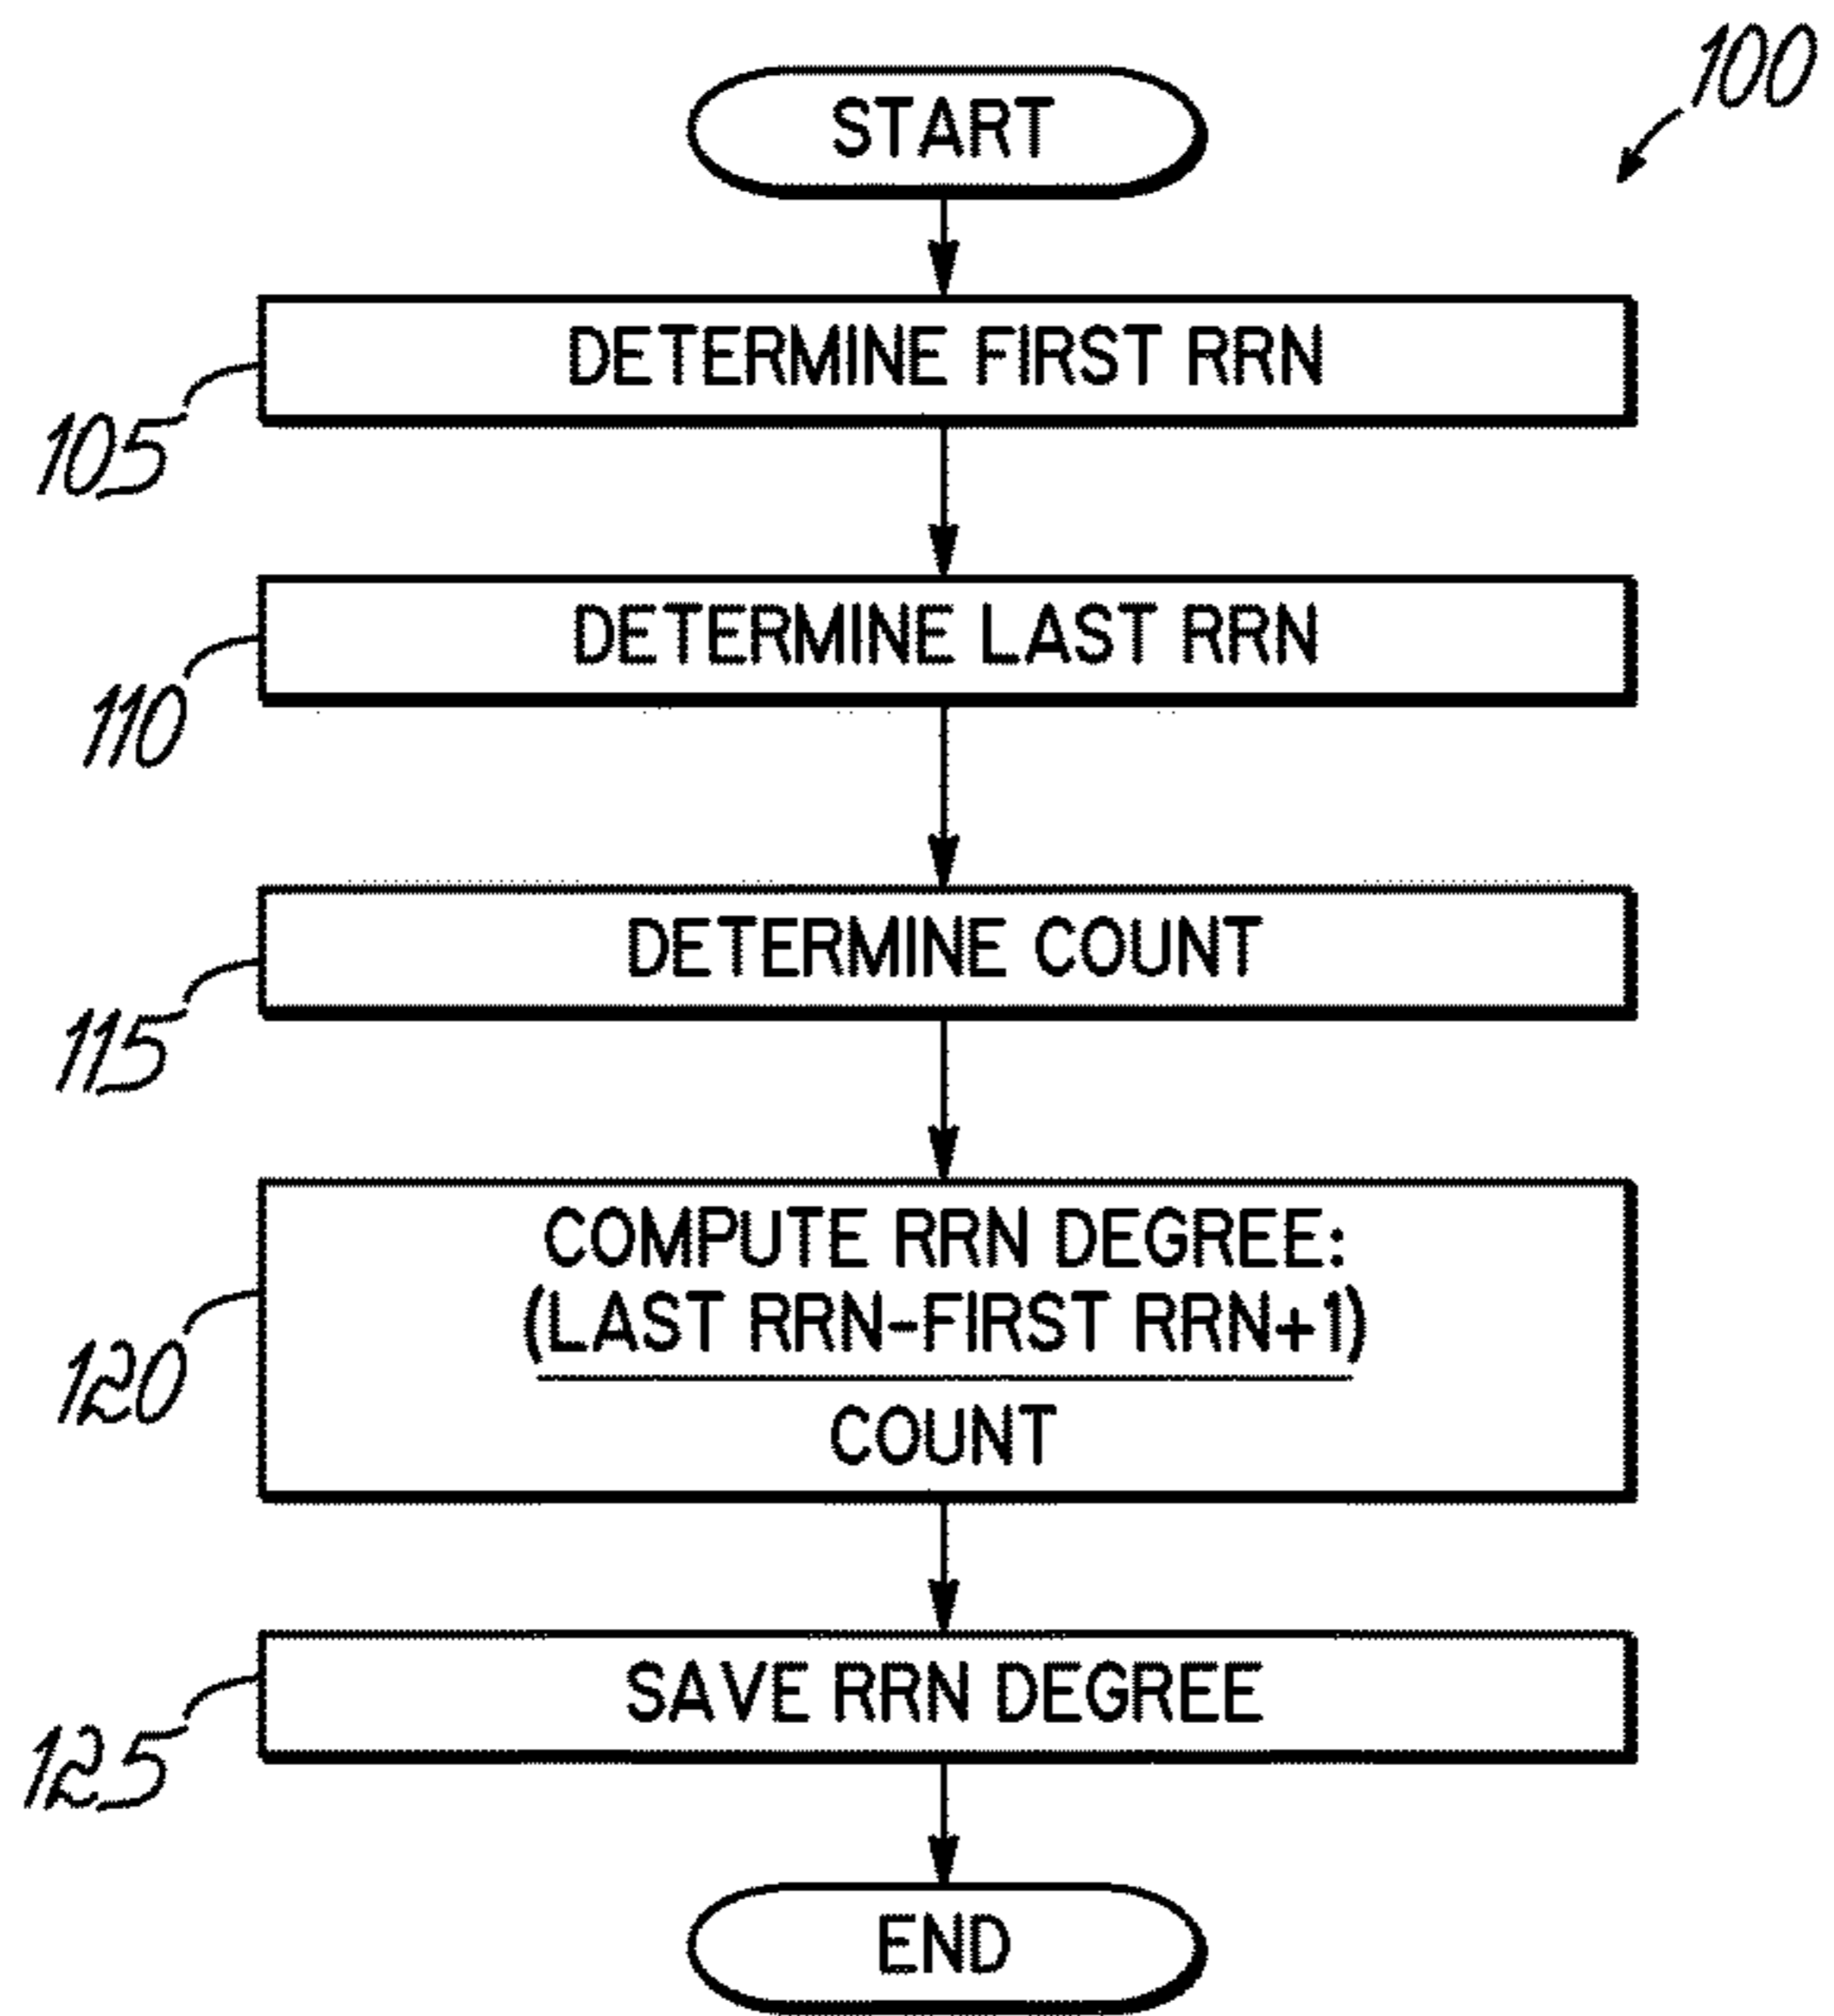 100
START
DETERMINE FIRST RRN
105
DETERMINE LAST RRN
110
DETERMINE COUNT
115
COMPUTE RRN DEGREE:
(LAST RRN-FIRST RRN+1)
COUNT
120
SAVE RRN DEGREE
125
END